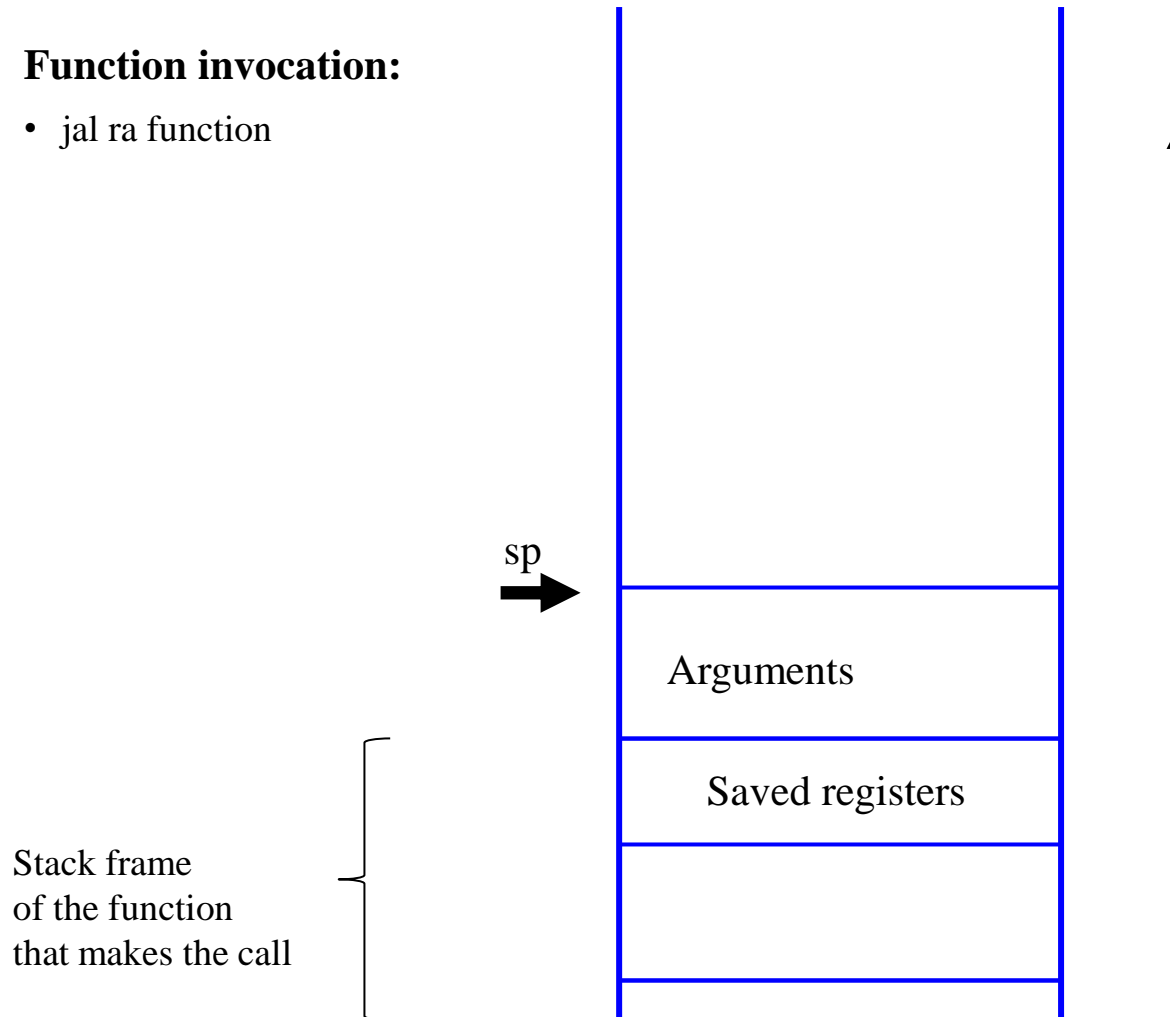 Function invocation:
• jal ra function
sp
Arguments
Saved registers
Stack frame
of the function
that makes the call